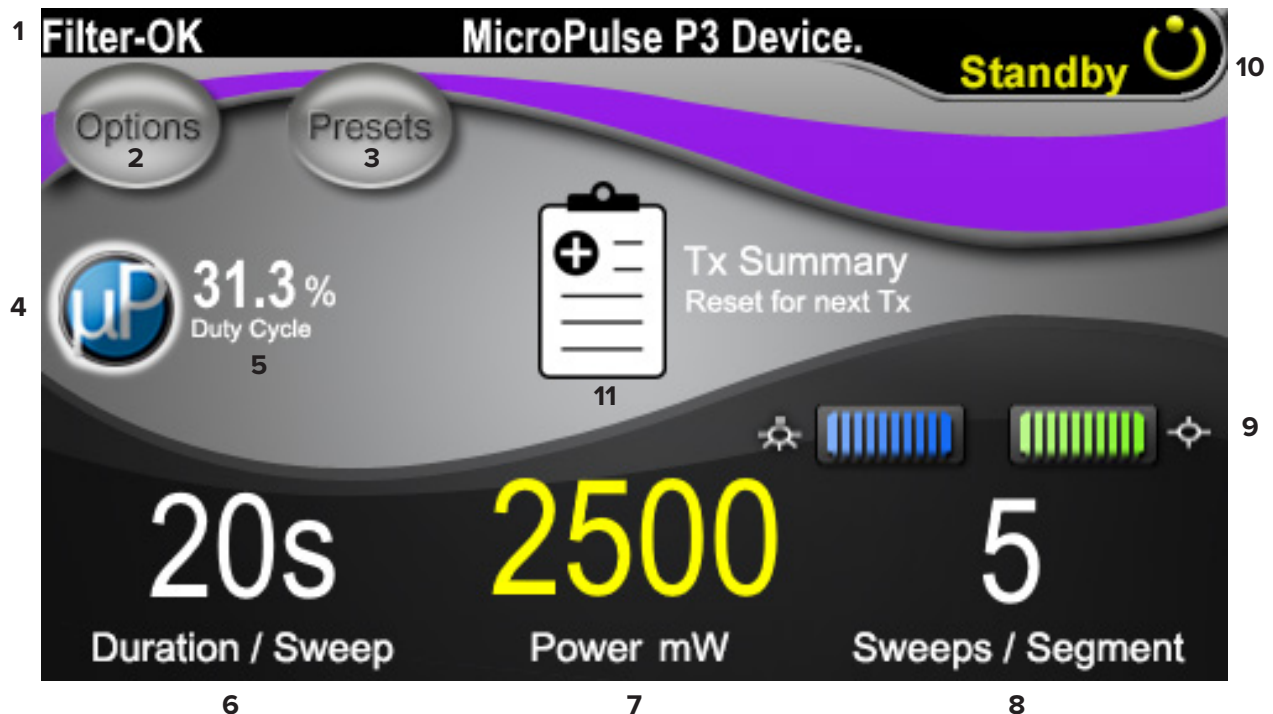 1 Filter-OK MicroPulse P3 Device.
Standby 10
Options Presets
2 3
4 µP 31.3 % Tx Summary
Duty Cycle Reset for next Tx
5
11
9
20s 2500 5
Duration / Sweep Power mW Sweeps / Segment
6 7 8